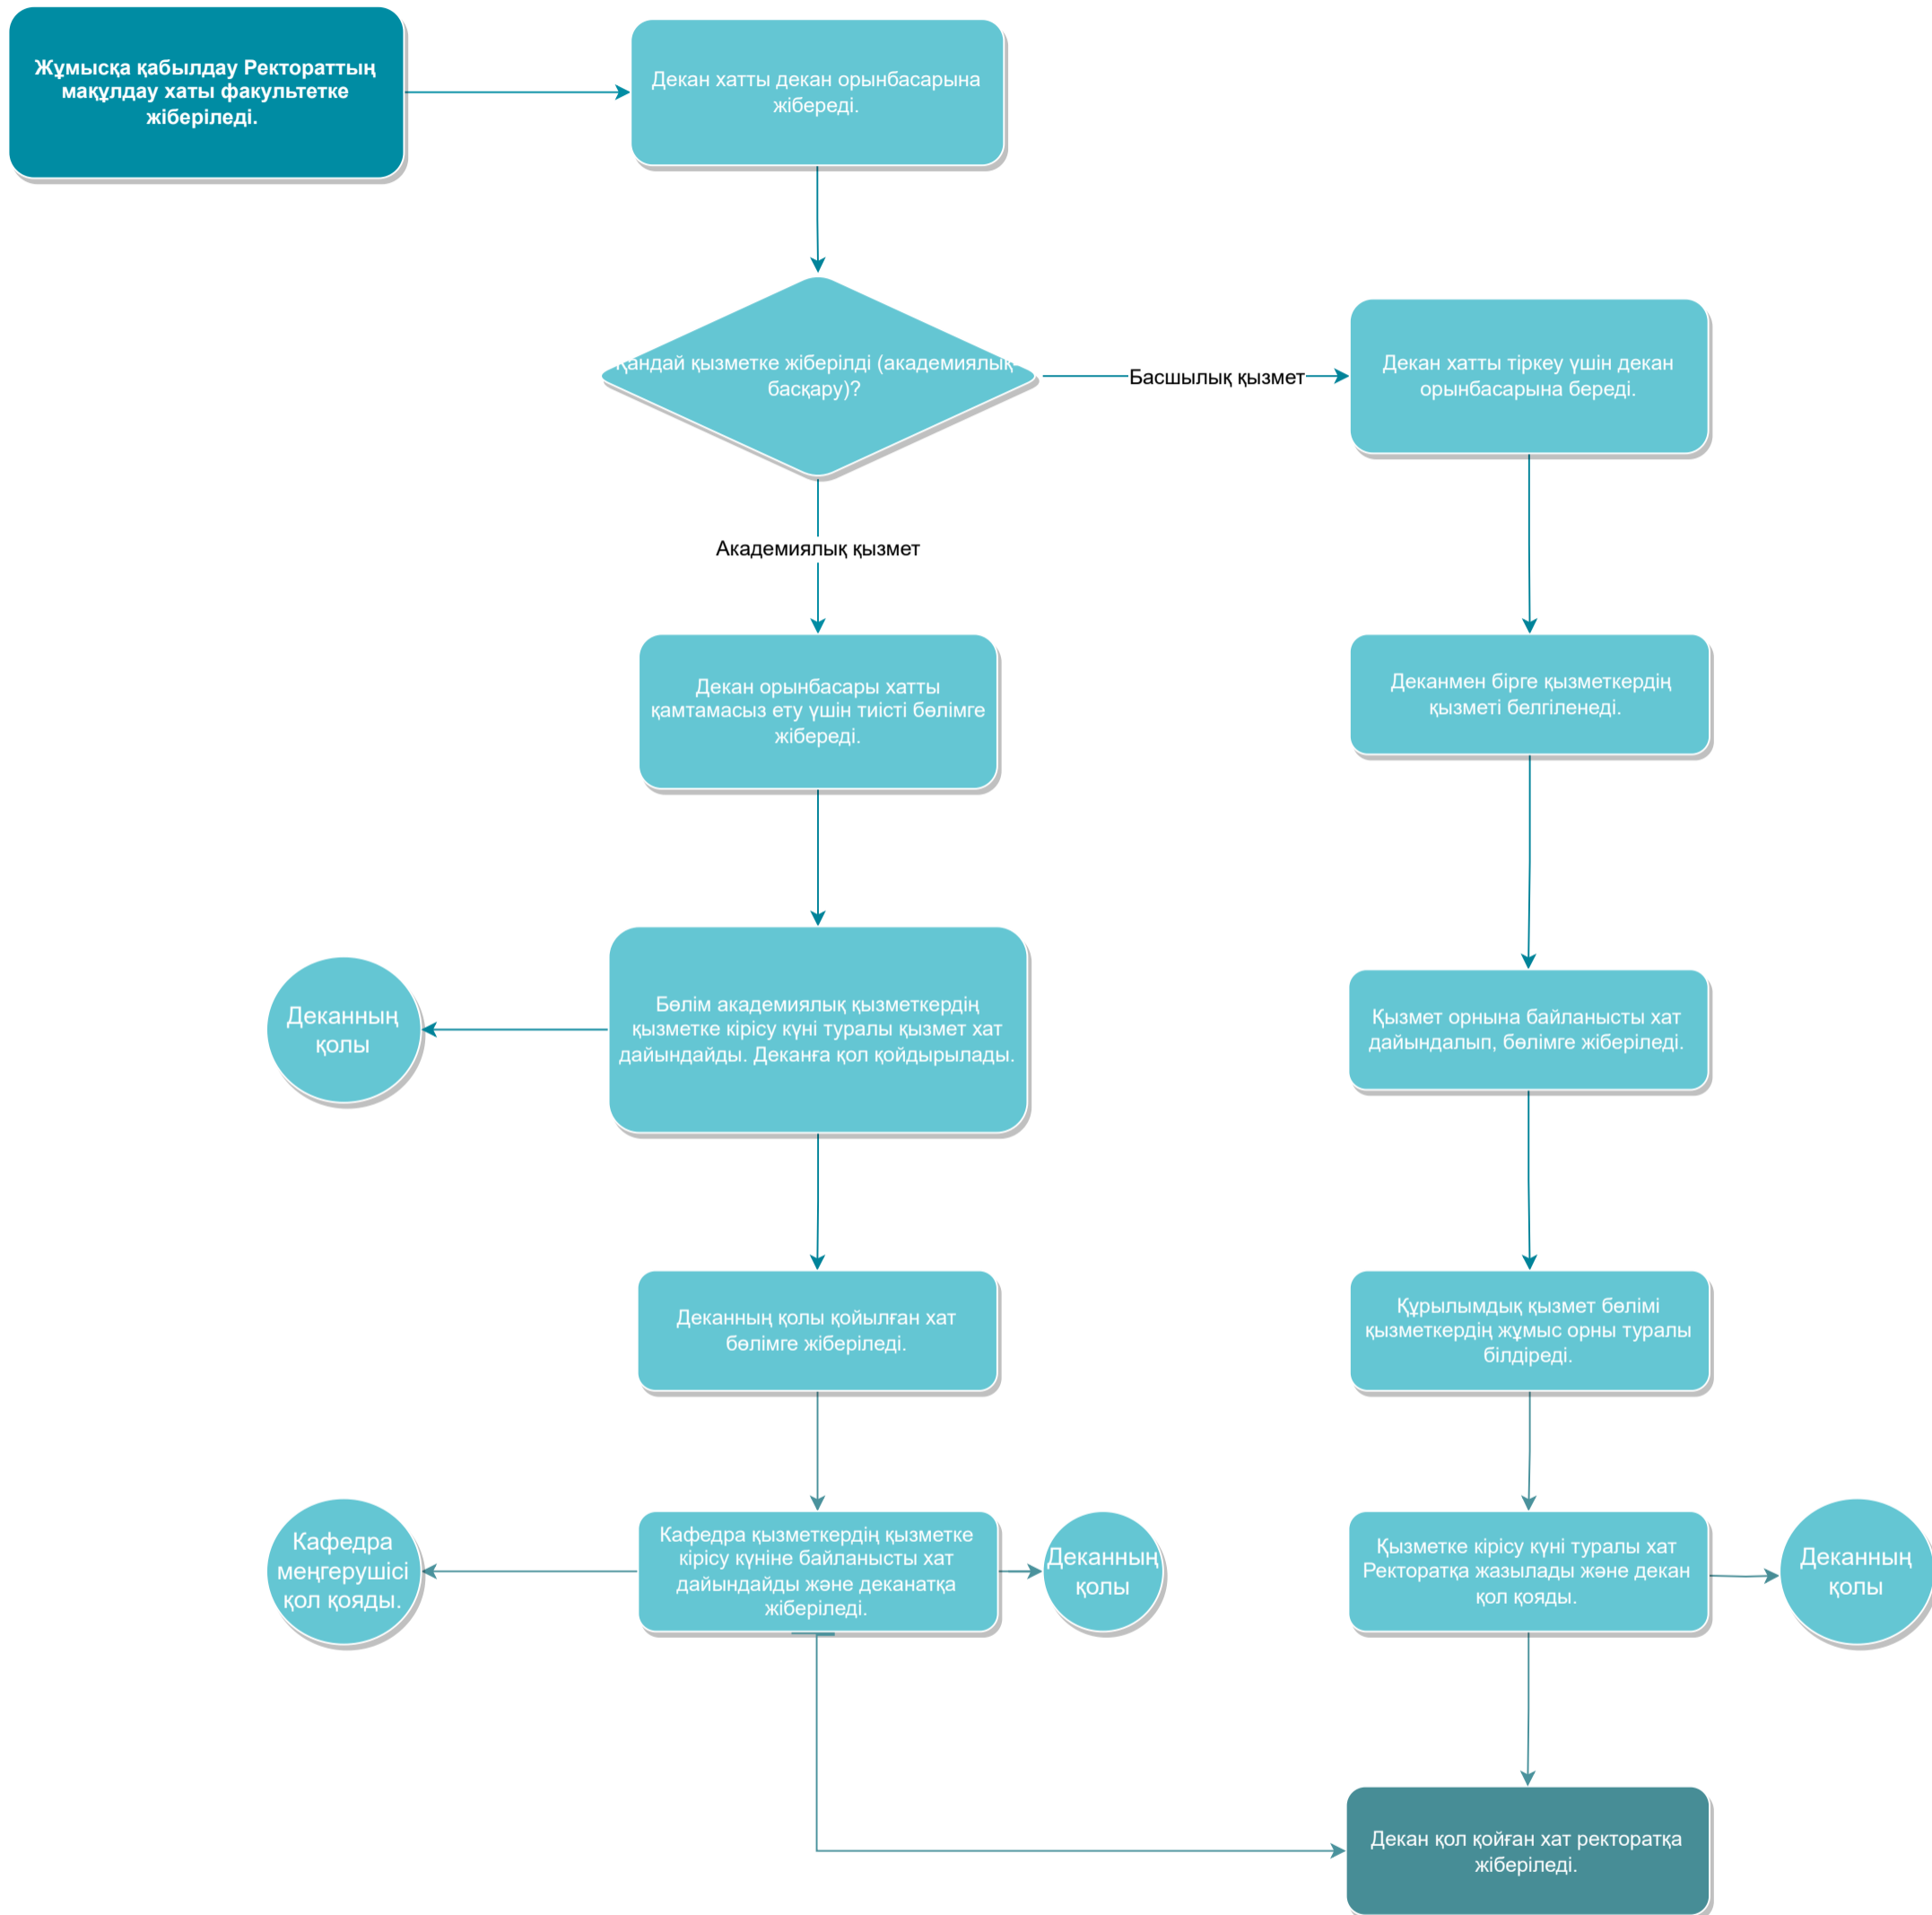 Жұмысқа қабылдау Ректораттың
мақұлдау хаты факультетке
жіберіледі.
Декан хатты декан орынбасарына
жібереді.
Қандай қызметке жіберілді (академиялық-
басқару)?
Басшылық қызмет
Декан хатты тіркеу үшін декан
орынбасарына береді.
Академиялық қызмет
Декан орынбасары хатты
қамтамасыз ету үшін тиісті бөлімге
жібереді.
Деканмен бірге қызметкердің
қызметі белгіленеді.
Деканның
қолы
Бөлім академиялық қызметкердің
қызметке кірісу күні туралы қызмет хат
дайындайды. Деканға қол қойдырылады.
Қызмет орнына байланысты хат
дайындалып, бөлімге жіберіледі.
Деканның қолы қойылған хат
бөлімге жіберіледі.
Құрылымдық қызмет бөлімі
қызметкердің жұмыс орны туралы
білдіреді.
Кафедра
меңгерушісі
қол қояды.
Кафедра қызметкердің қызметке
кірісу күніне байланысты хат
дайындайды және деканатқа
жіберіледі.
Деканның
қолы
Қызметке кірісу күні туралы хат
Ректоратқа жазылады және декан
қол қояды.
Деканның
қолы
Декан қол қойған хат ректоратқа
жіберіледі.